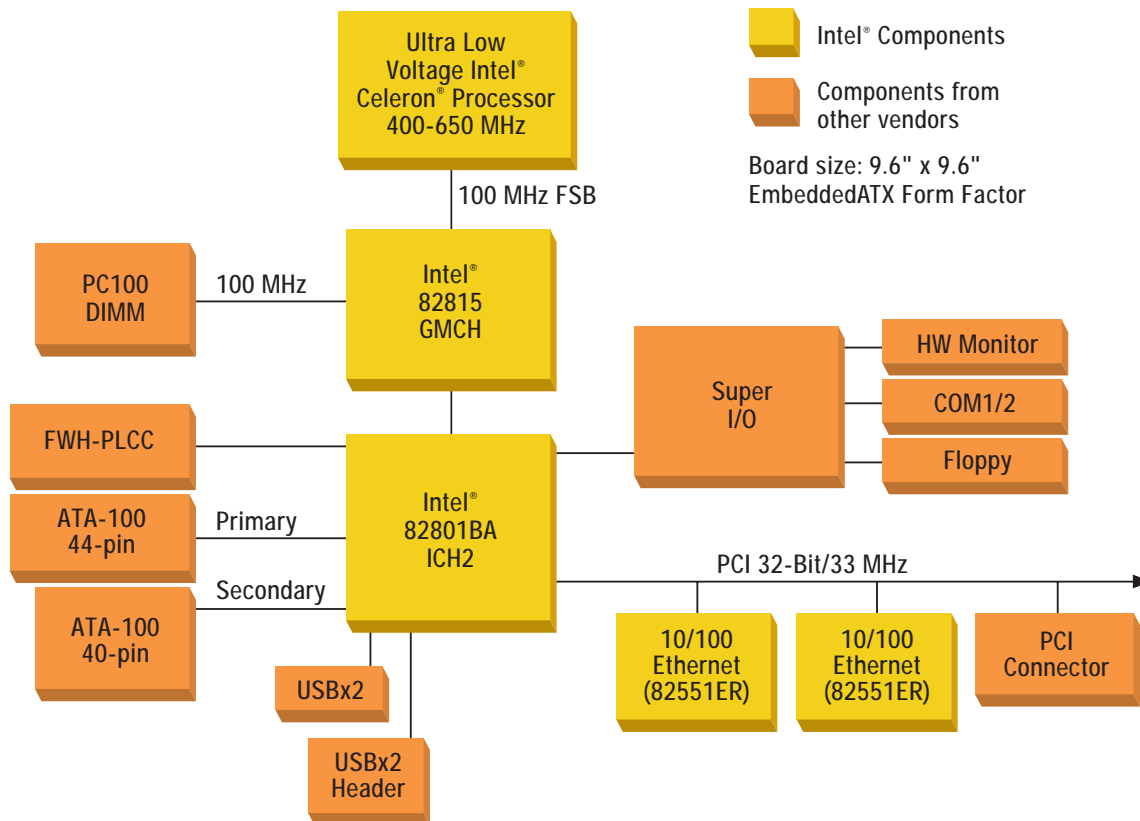 Ultra Low
Voltage Intel®
Celeron® Processor
400-650 MHz
Intel® Components
Components from
other vendors
Board size: 9.6" x 9.6"
EmbeddedATX Form Factor
100 MHz FSB
PC100
DIMM
100 MHz
Intel®
82815
GMCH
Super
I/O
HW Monitor
COM1/2
Floppy
FWH-PLCC
ATA-100
44-pin
Primary
Intel®
82801BA
ICH2
Secondary
ATA-100
40-pin
PCI 32-Bit/33 MHz
10/100
Ethernet
(82551ER)
10/100
Ethernet
(82551ER)
PCI
Connector
USBx2
USBx2
Header